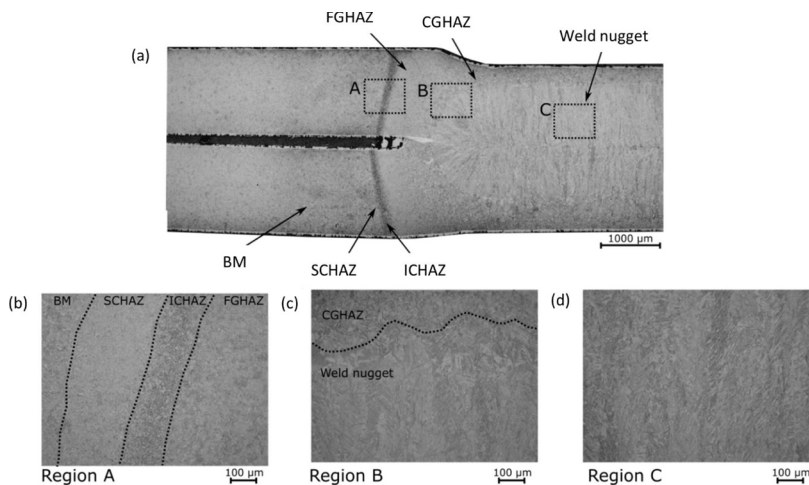 FGHAZ
CGHAZ
Weld nugget
(a)
A
B
C
BM
SCHAZ
ICHAZ
1000 µm
(b)
BM SCHAZ ICHAZ FGHAZ
Region A
100 µm
(c)
CGHAZ
Weld nugget
Region B
100 µm
(d)
Region C
100 µm